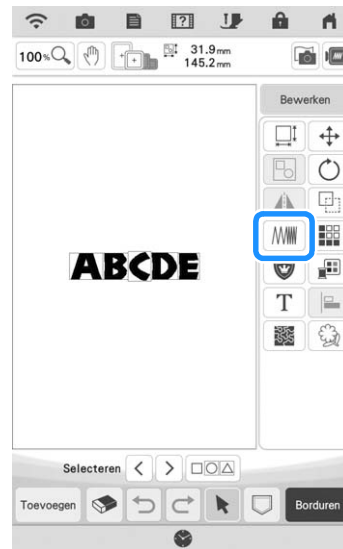 100%
31.9 mm
145.2 mm
Bewerken
ABCDE
T
Selecteren
Toevoegen
Borduren